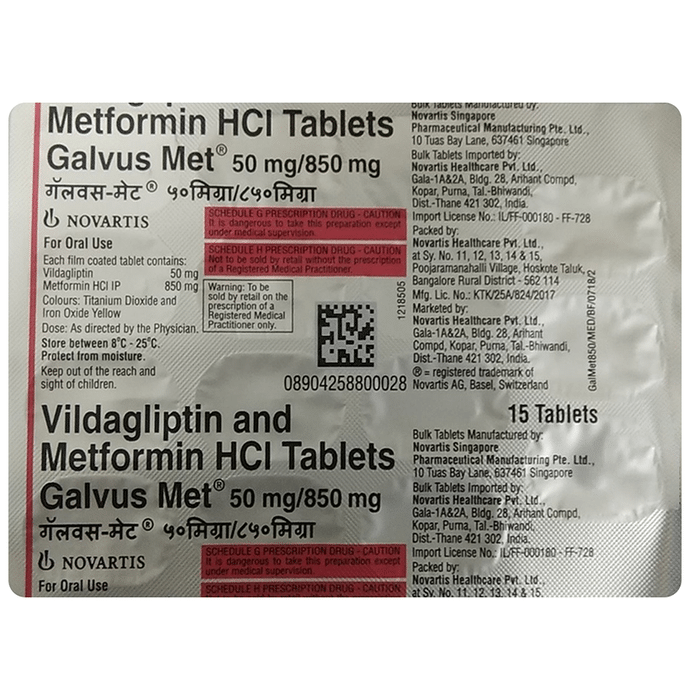 Metformin HCl Tablets
Galvus Met® 50 mg/850 mg
गॅलवस-मेट ® ५०मिग्रा/८५०मिग्रा
NOVARTIS
For Oral Use
Each film coated tablet contains:
Vildagliptin 50 mg
Metformin HCl IP 850 mg
Colours: Titanium Dioxide and
Iron Oxide Yellow
Dose: As directed by the Physician.
Store between 8°C - 25°C.
Protect from moisture.
Keep out of the reach and
sight of children.
SCHEDULE G PRESCRIPTION DRUG - CAUTION
It is dangerous to take this preparation except
under medical supervision.
SCHEDULE H PRESCRIPTION DRUG - CAUTION
Not to be sold by retail without the prescription
of a Registered Medical Practitioner.
Warning: To be
sold by retail on the
prescription of a
Registered Medical
Practitioner only.
08904258800028
1218505
Bulk Tablets Manufactured by:
Novartis Singapore
Pharmaceutical Manufacturing Pte. Ltd.,
10 Tuas Bay Lane, 637461 Singapore
Bulk Tablets Imported by:
Novartis Healthcare Pvt. Ltd.,
Gala-1A&2A, Bldg. 28, Arihant Compd,
Kopar, Purna, Tal.-Bhiwandi,
Dist.-Thane 421 302, India.
Import License No.: IL/FF-000180 - FF-728
Packed by:
Novartis Healthcare Pvt. Ltd.,
at Sy. No. 11, 12, 13, 14 & 15,
Poojaramanahalli Village, Hoskote Taluk,
Bangalore Rural District - 562 114
Mfg. Lic. No.: KTK/25A/824/2017
Marketed by:
Novartis Healthcare Pvt. Ltd.,
Gala-1A&2A, Bldg. 28, Arihant
Compd, Kopar, Purna, Tal.-Bhiwandi,
Dist.-Thane 421 302, India.
® = registered trademark of
Novartis AG, Basel, Switzerland
GalMet850/MED/BF/0718/2
Vildagliptin and
Metformin HCl Tablets
Galvus Met® 50 mg/850 mg
गॅलवस-मेट ® ५०मिग्रा/८५०मिग्रा
NOVARTIS
For Oral Use
SCHEDULE G PRESCRIPTION DRUG - CAUTION
It is dangerous to take this preparation except
under medical supervision.
SCHEDULE H PRESCRIPTION DRUG - CAUTION
15 Tablets
Bulk Tablets Manufactured by:
Novartis Singapore
Pharmaceutical Manufacturing Pte. Ltd.,
10 Tuas Bay Lane, 637461 Singapore
Bulk Tablets Imported by:
Novartis Healthcare Pvt. Ltd.,
Gala-1A&2A, Bldg. 28, Arihant Compd,
Kopar, Purna, Tal.-Bhiwandi,
Dist.-Thane 421 302, India.
Import License No.: IL/FF-000180 - FF-728
Packed by:
Novartis Healthcare Pvt. Ltd.,
at Sy. No. 11, 12, 13, 14 & 15,